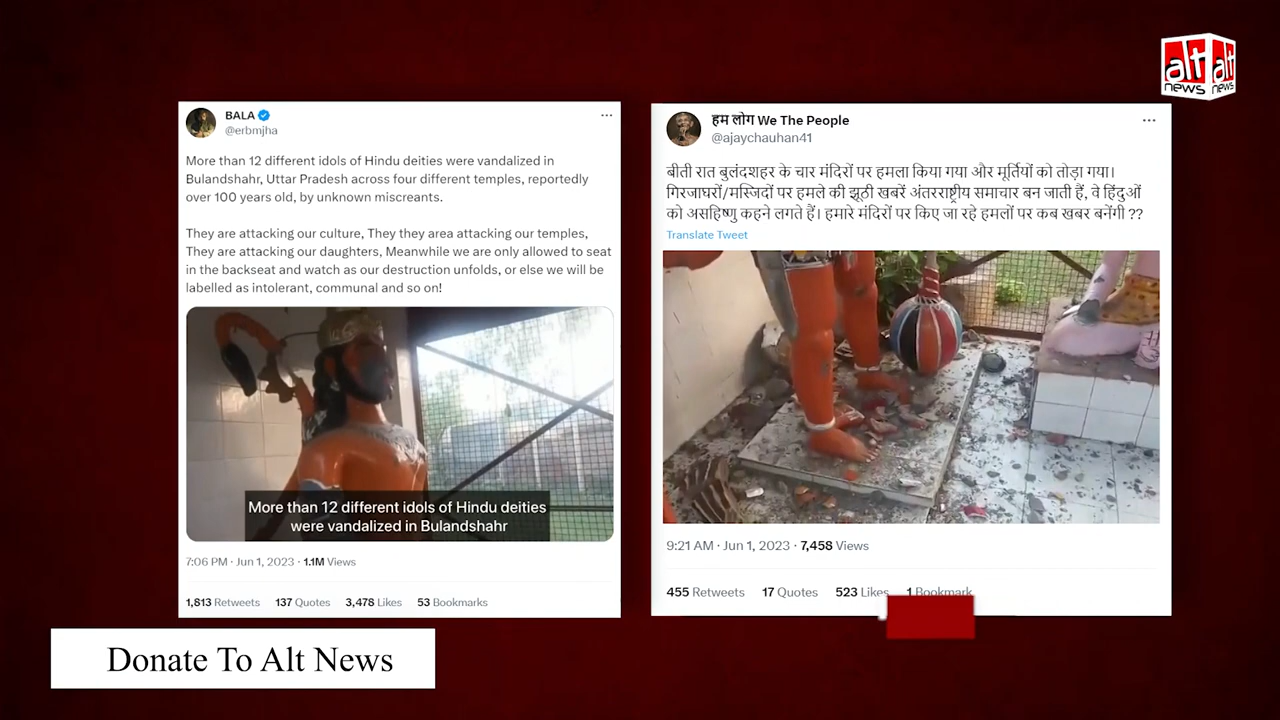 alt
news
alt
news
BALA
@erbmjha
More than 12 different idols of Hindu deities were vandalized in
Bulandshahr, Uttar Pradesh across four different temples, reportedly
over 100 years old, by unknown miscreants.
They are attacking our culture, They they area attacking our temples,
They are attacking our daughters, Meanwhile we are only allowed to seat
in the backseat and watch as our destruction unfolds, or else we will be
labelled as intolerant, communal and so on!
More than 12 different idols of Hindu deities
were vandalized in Bulandshahr
7:06 PM · Jun 1, 2023 · 1.1M Views
1,813 Retweets 137 Quotes 3,478 Likes 53 Bookmarks
हम लोग We The People
@ajaychauhan41
बीती रात बुलंदशहर के चार मंदिरों पर हमला किया गया और मूर्तियों को तोड़ा गया।
गिरजाघरों/मस्जिदों पर हमले की झूठी खबरें अंतरराष्ट्रीय समाचार बन जाती हैं, वे हिंदुओं
को असहिष्णु कहने लगते हैं। हमारे मंदिरों पर किए जा रहे हमलों पर कब खबर बनेंगी ??
Translate Tweet
9:21 AM · Jun 1, 2023 · 7,458 Views
455 Retweets 17 Quotes 523 Likes 1 Bookmark
Donate To Alt News